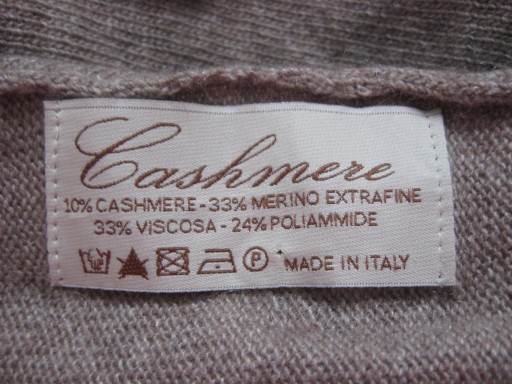 Cashmere
10% CASHMERE - 33% MERINO EXTRAFINE
33% VISCOSA - 24% POLIAMMIDE
P MADE IN ITALY